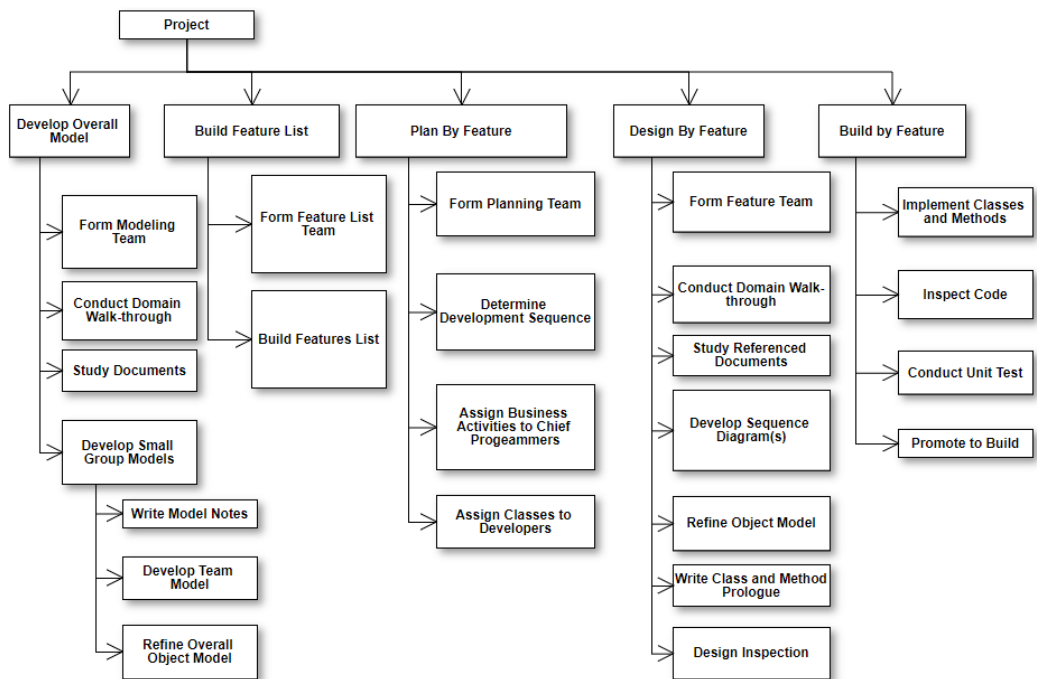 Project
Develop Overall
Model
Build Feature List
Plan By Feature
Design By Feature
Build by Feature
Form Modeling
Team
Conduct Domain
Walk-through
Study Documents
Develop Small
Group Models
Write Model Notes
Develop Team
Model
Refine Overall
Object Model
Form Feature List
Team
Build Features List
Form Planning Team
Determine
Development Sequence
Assign Business
Activities to Chief
Progeammers
Assign Classes to
Developers
Form Feature Team
Conduct Domain Walk-
through
Study Referenced
Documents
Develop Sequence
Diagram(s)
Refine Object Model
Write Class and Method
Prologue
Design Inspection
Implement Classes
and Methods
Inspect Code
Conduct Unit Test
Promote to Build